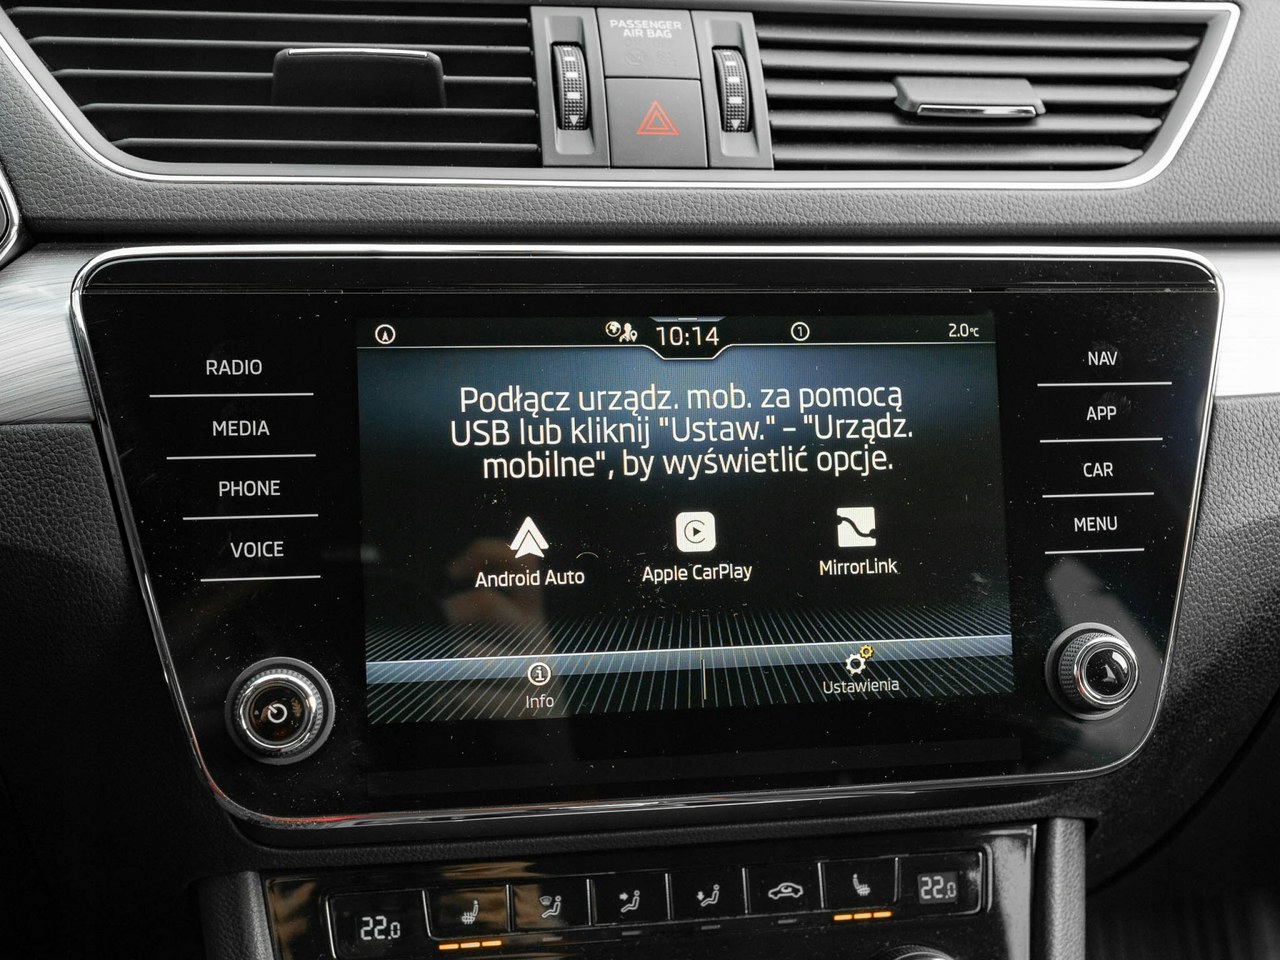 PASSENGER
AIR BAG
10:14
1
2.0°C
RADIO
MEDIA
PHONE
VOICE
Podłącz urządz. mob. za pomocą
USB lub kliknij "Ustaw." – "Urządz.
mobilne", by wyświetlić opcje.
Android Auto
Apple CarPlay
MirrorLink
Info
Ustawienia
NAV
APP
CAR
MENU
22.0
22.0